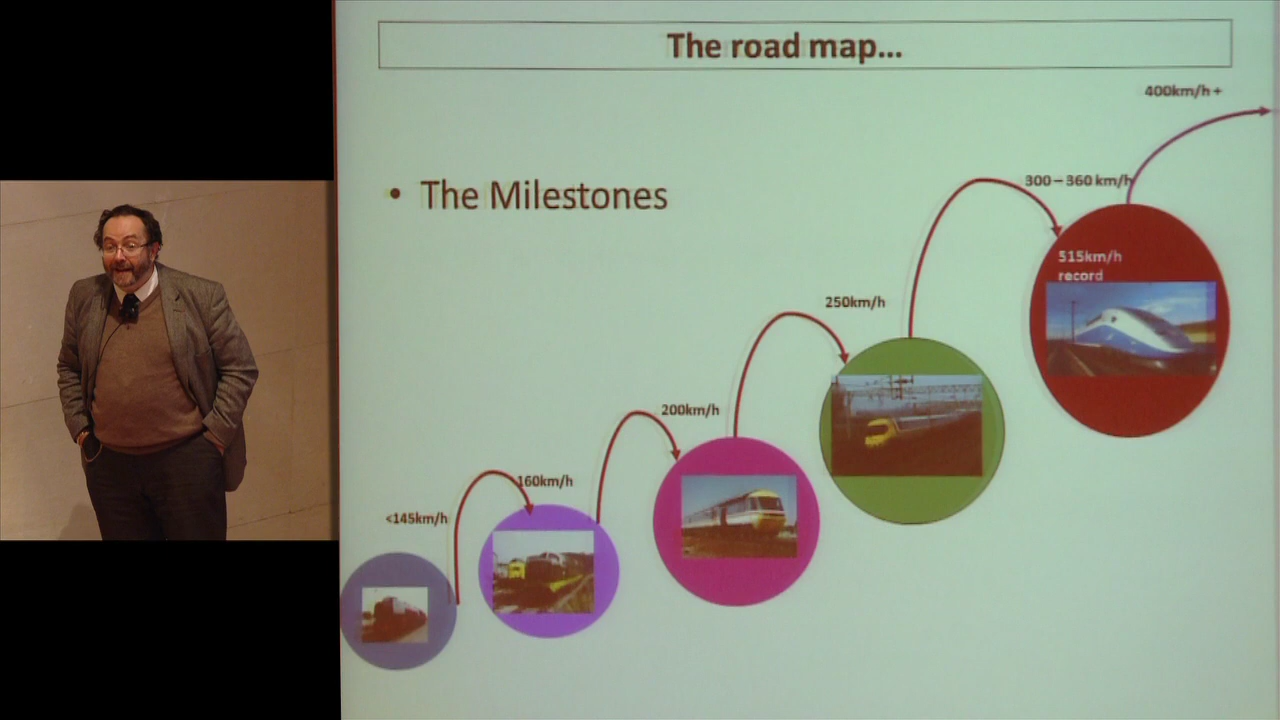 The road map...
400km/h +
• The Milestones
300 – 360 km/h
515km/h
record
250km/h
200km/h
160km/h
<145km/h